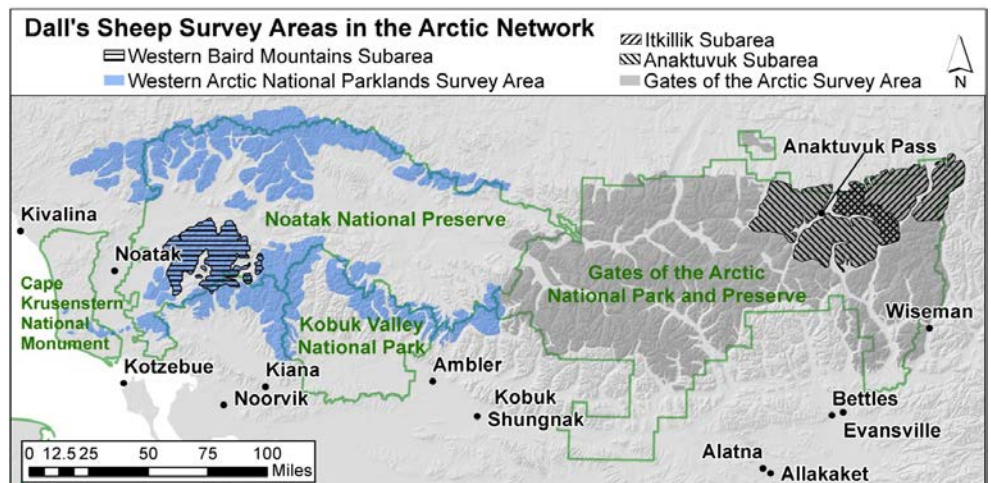 Dall's Sheep Survey Areas in the Arctic Network
Western Baird Mountains Subarea
Western Arctic National Parklands Survey Area
Itkillik Subarea
Anaktuvuk Subarea
Gates of the Arctic Survey Area
N
Anaktuvuk Pass
Kivalina
Noatak National Preserve
Noatak
Cape
Krusenstern
National
Monument
Gates of the Arctic
National Park and Preserve
Wiseman
Kobuk Valley
National Park
Kotzebue
Kiana
Noorvik
Ambler
Kobuk
Shungnak
Bettles
Evansville
Alatna
Allakaket
0 12.5 25 50 75 100
Miles